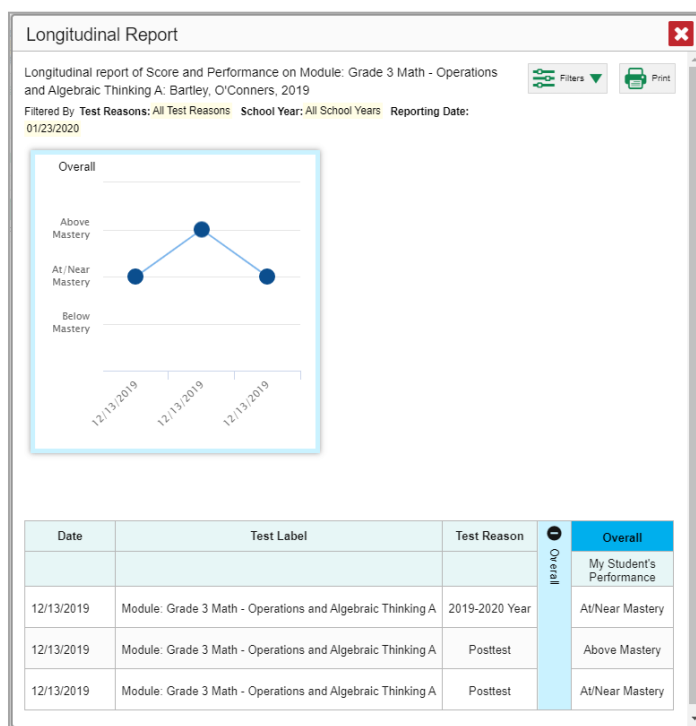 Longitudinal Report
Longitudinal report of Score and Performance on Module: Grade 3 Math - Operations
and Algebraic Thinking A: Bartley, O'Conners, 2019
Filters
Print
Filtered By Test Reasons: All Test Reasons School Year: All School Years Reporting Date:
01/23/2020
Overall
Above
Mastery
At/Near
Mastery
Below
Mastery
12/13/2019 12/13/2019 12/13/2019
Date Test Label Test Reason Overall Overall
My Student's
Performance
12/13/2019 Module: Grade 3 Math - Operations and Algebraic Thinking A 2019-2020 Year At/Near Mastery
12/13/2019 Module: Grade 3 Math - Operations and Algebraic Thinking A Posttest Above Mastery
12/13/2019 Module: Grade 3 Math - Operations and Algebraic Thinking A Posttest At/Near Mastery